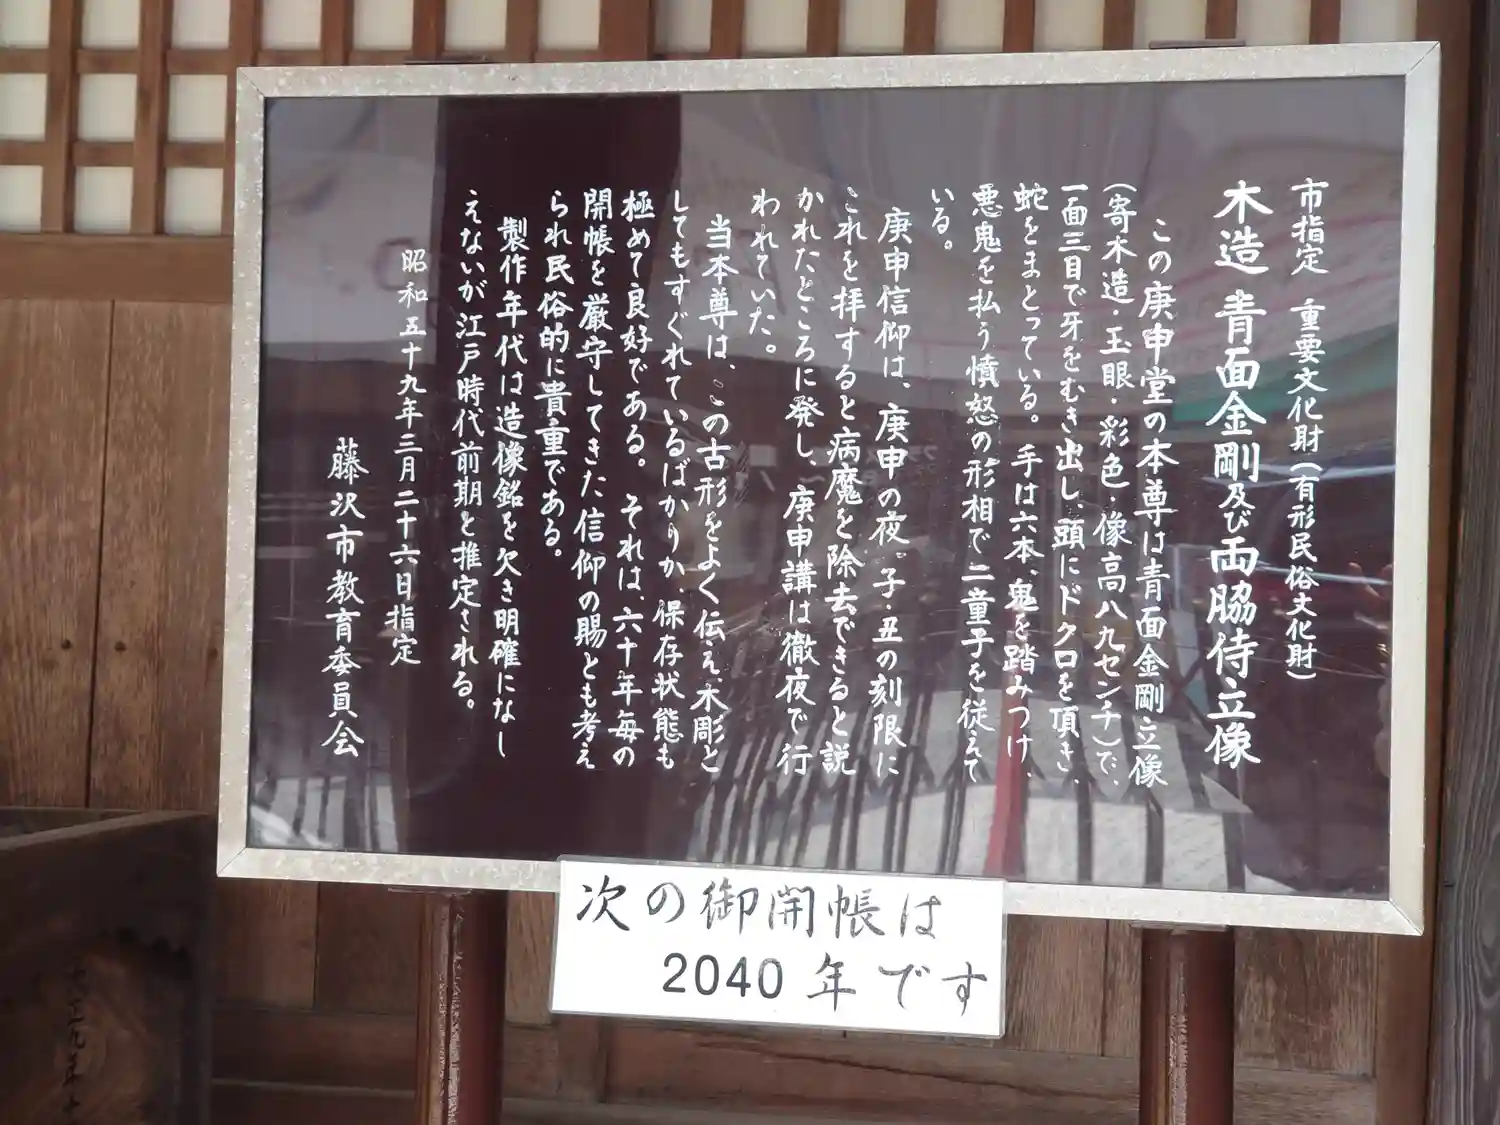 市指定 重要文化財(有形民俗文化財)
木造 青面金剛及び両脇侍立像
この庚申堂の本尊は青面金剛立像
(寄木造・玉眼・彩色・像高八九センチ)で、
一面三目で牙をむき出し、頭にドクロを頂き、
蛇をまとっている。手は六本、鬼を踏みつけ、
悪鬼を払う憤怒の形相で二童子を従えて
いる。
庚申信仰は、庚申の夜、子・丑の刻限に
これを拝すると病魔を除去できると説
かれたところに発し、庚申講は徹夜で行
われていた。
当本尊は、この古形をよく伝え、木彫と
してもすぐれているばかりか、保存状態も
極めて良好である。それは、六十年毎の
開帳を厳守してきた信仰の賜とも考え
られ民俗的に貴重である。
製作年代は造像銘を欠き明確になし
えないが江戸時代前期と推定される。
昭和五十九年三月二十六日指定
藤沢市教育委員会
次の御開帳は
2040年です